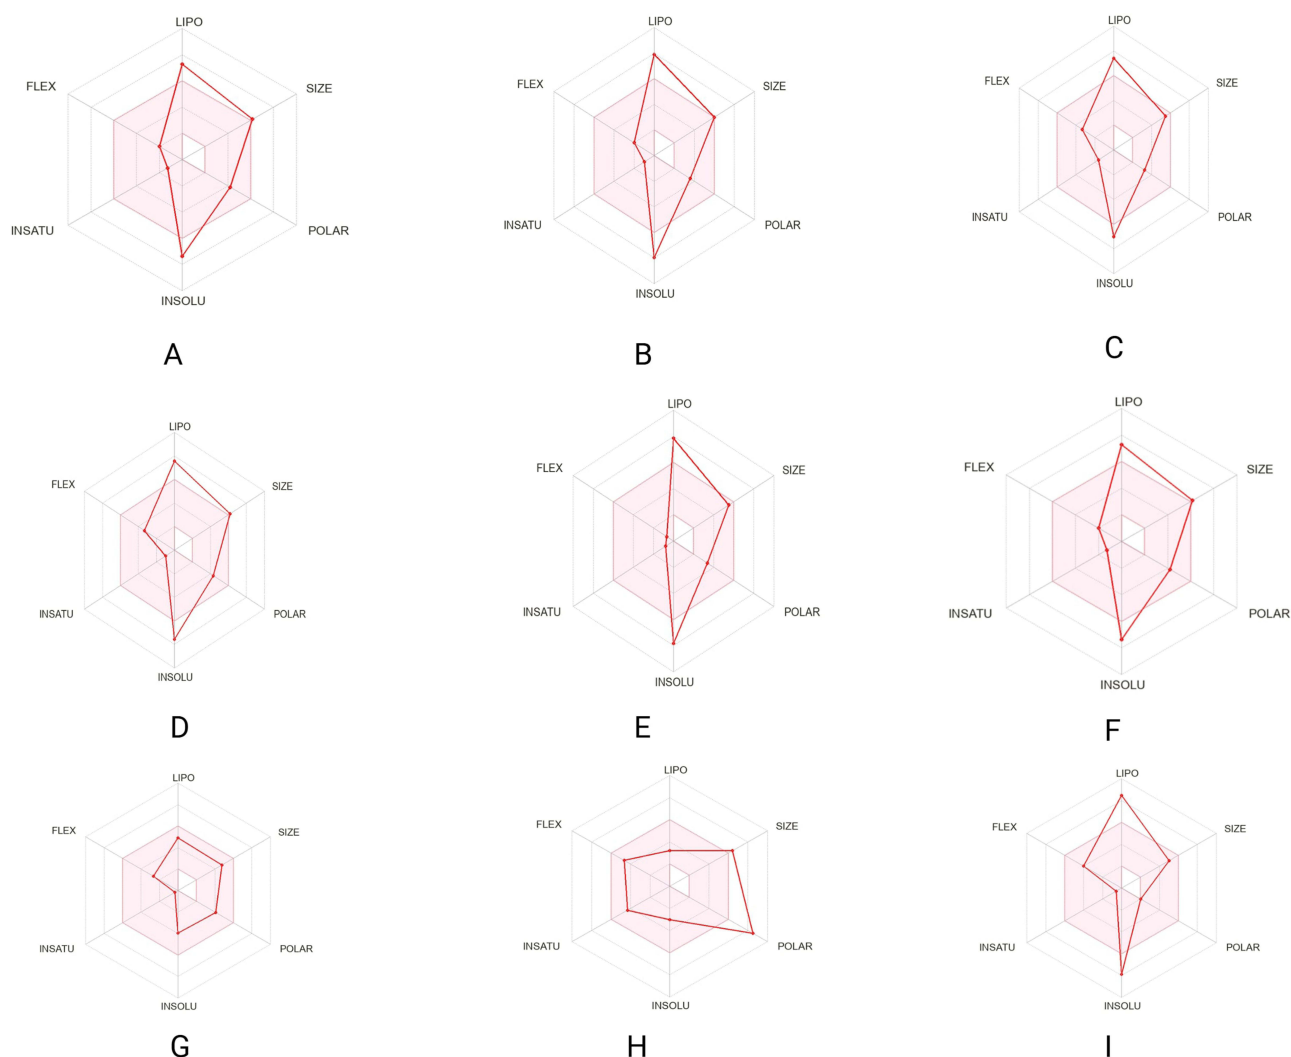 LIPO
FLEX
SIZE
INSATU
POLAR
INSOLU
A
LIPO
FLEX
SIZE
INSATU
POLAR
INSOLU
B
LIPO
FLEX
SIZE
INSATU
POLAR
INSOLU
C
LIPO
FLEX
SIZE
INSATU
POLAR
INSOLU
D
LIPO
FLEX
SIZE
INSATU
POLAR
INSOLU
E
LIPO
FLEX
SIZE
INSATU
POLAR
INSOLU
F
LIPO
FLEX
SIZE
INSATU
POLAR
INSOLU
G
LIPO
FLEX
SIZE
INSATU
POLAR
INSOLU
H
LIPO
FLEX
SIZE
INSATU
POLAR
INSOLU
I